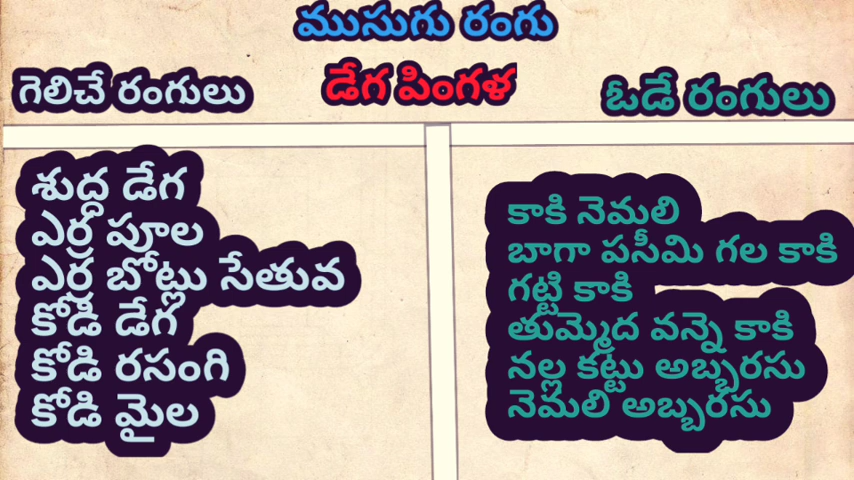 ముసుగు రంగు
గెలిచే రంగులు
డేగ పింగళ
ఓడే రంగులు
శుద్ధ డేగ
ఎర్ర పూల
ఎర్ర బోట్లు సేతువ
కోడి డేగ
కోడి రసంగి
కోడి మైల
కాకి నెమలి
బాగా పసీమి గల కాకి
గట్టి కాకి
తుమ్మెద వన్నె కాకి
నల్ల కట్టు అబ్బరసు
నెమలి అబ్బరసు